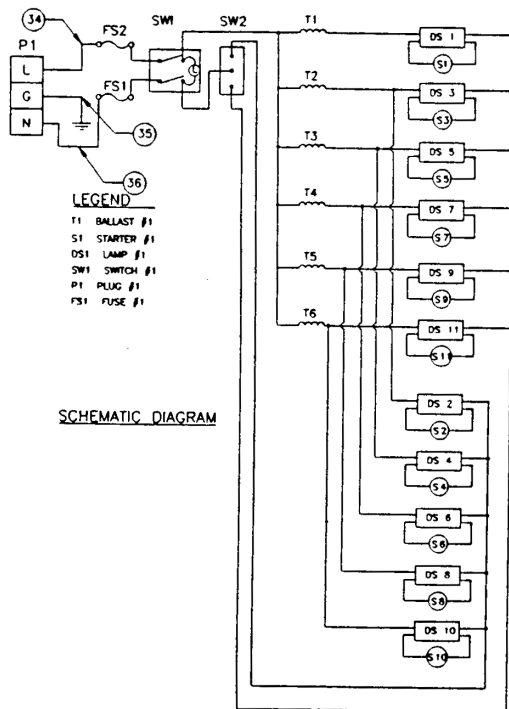 34
FS2
SW1
SW2
T1
DS 1
S1
P1
L
G
N
FS1
35
36
T2
DS 3
S3
T3
DS 5
S5
T4
DS 7
S7
T5
DS 9
S9
T6
DS 11
S11
LEGEND
T1 BALLAST #1
S1 STARTER #1
DS1 LAMP #1
SW1 SWITCH #1
P1 PLUG #1
FS1 FUSE #1
DS 2
S2
SCHEMATIC DIAGRAM
DS 4
S4
DS 6
S6
DS 8
S8
DS 10
S10